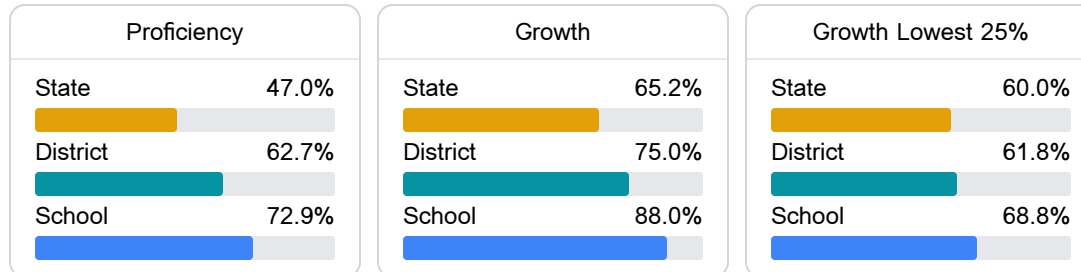 Proficiency
State 47.0%
District 62.7%
School 72.9%
Growth
State 65.2%
District 75.0%
School 88.0%
Growth Lowest 25%
State 60.0%
District 61.8%
School 68.8%